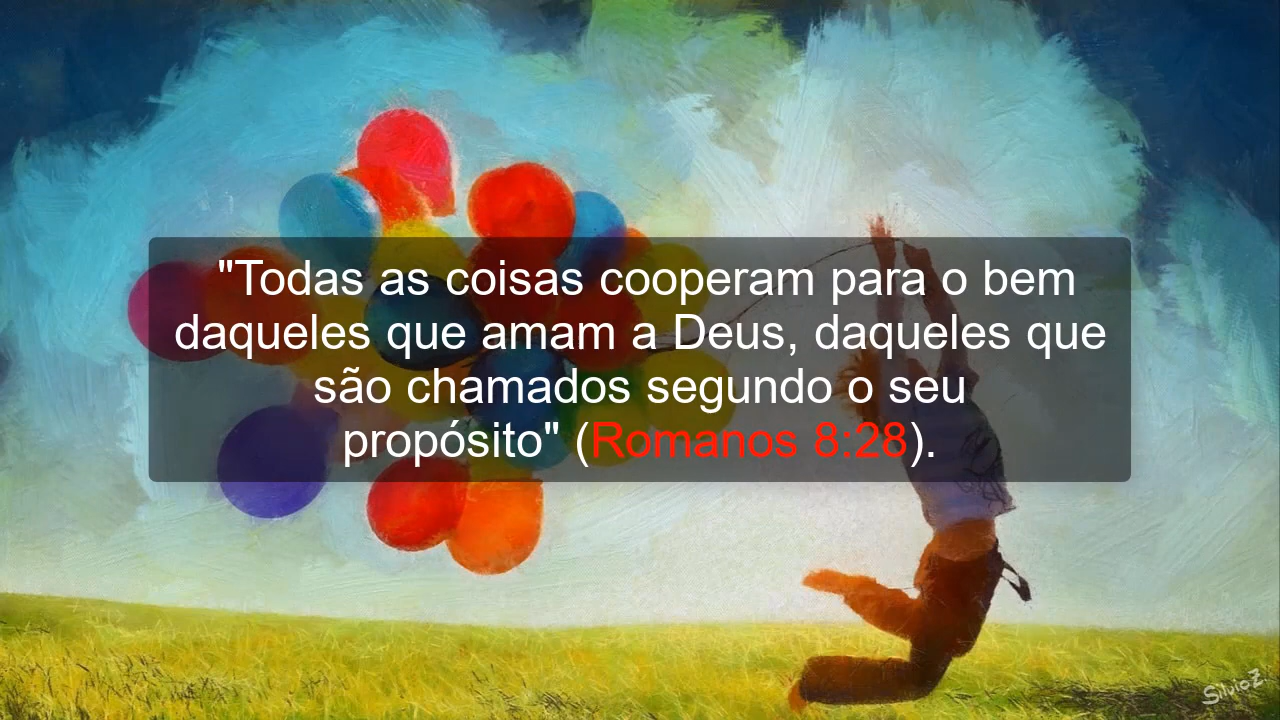 "Todas as coisas cooperam para o bem
daqueles que amam a Deus, daqueles que
são chamados segundo o seu
propósito" (Romanos 8:28).
SilvioZ.